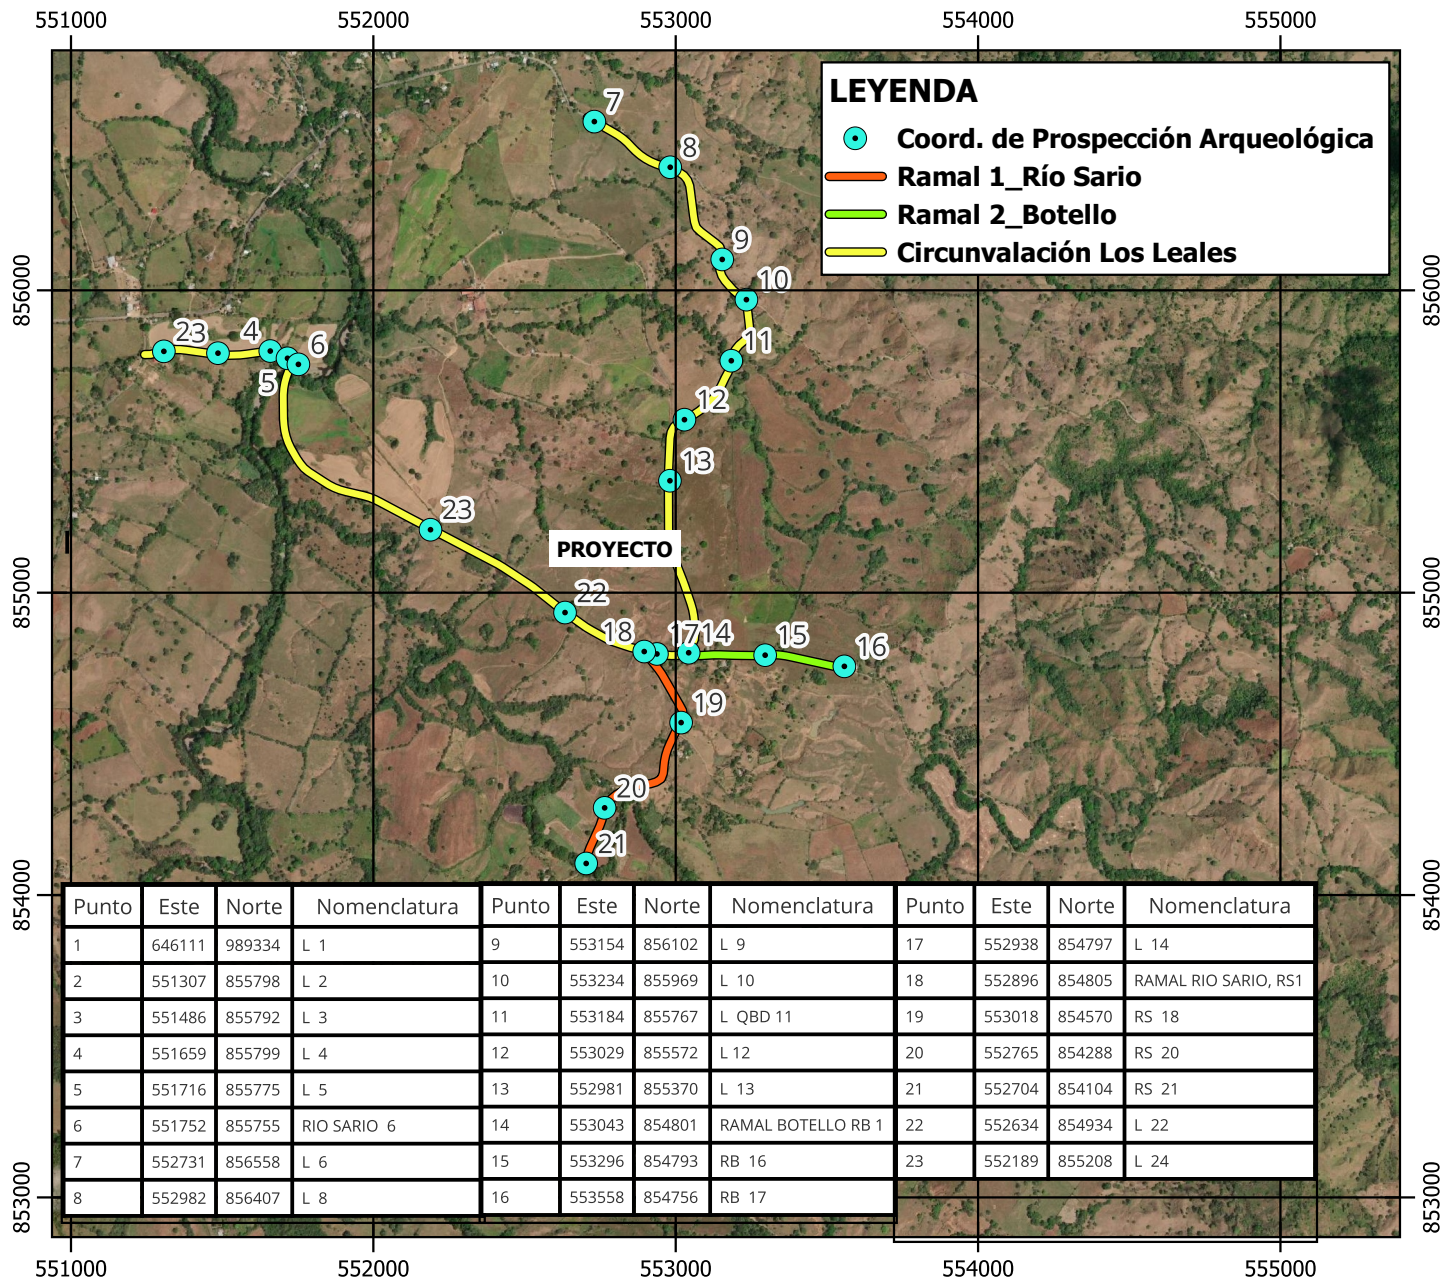 551000 552000 553000 554000 555000
LEYENDA
Coord. de Prospección Arqueológica
Ramal 1_Río Sario
Ramal 2_Botello
Circunvalación Los Leales
7
8
9
10
856000 856000
11
23 4 6
5
12
13
23
PROYECTO
855000 855000
22
18 17 14 15 16
19
20
21
854000 854000
Punto Este Norte Nomenclatura Punto Este Norte Nomenclatura Punto Este Norte Nomenclatura
1 646111 989334 L 1 9 553154 856102 L 9 17 552938 854797 L 14
2 551307 855798 L 2 10 553234 855969 L 10 18 552896 854805 RAMAL RIO SARIO, RS1
3 551486 855792 L 3 11 553184 855767 L QBD 11 19 553018 854570 RS 18
4 551659 855799 L 4 12 553029 855572 L 12 20 552765 854288 RS 20
5 551716 855775 L 5 13 552981 855370 L 13 21 552704 854104 RS 21
6 551752 855755 RIO SARIO 6 14 553043 854801 RAMAL BOTELLO RB 1 22 552634 854934 L 22
7 552731 856558 L 6 15 553296 854793 RB 16 23 552189 855208 L 24
8 552982 856407 L 8 16 553558 854756 RB 17
853000 853000
551000 552000 553000 554000 555000